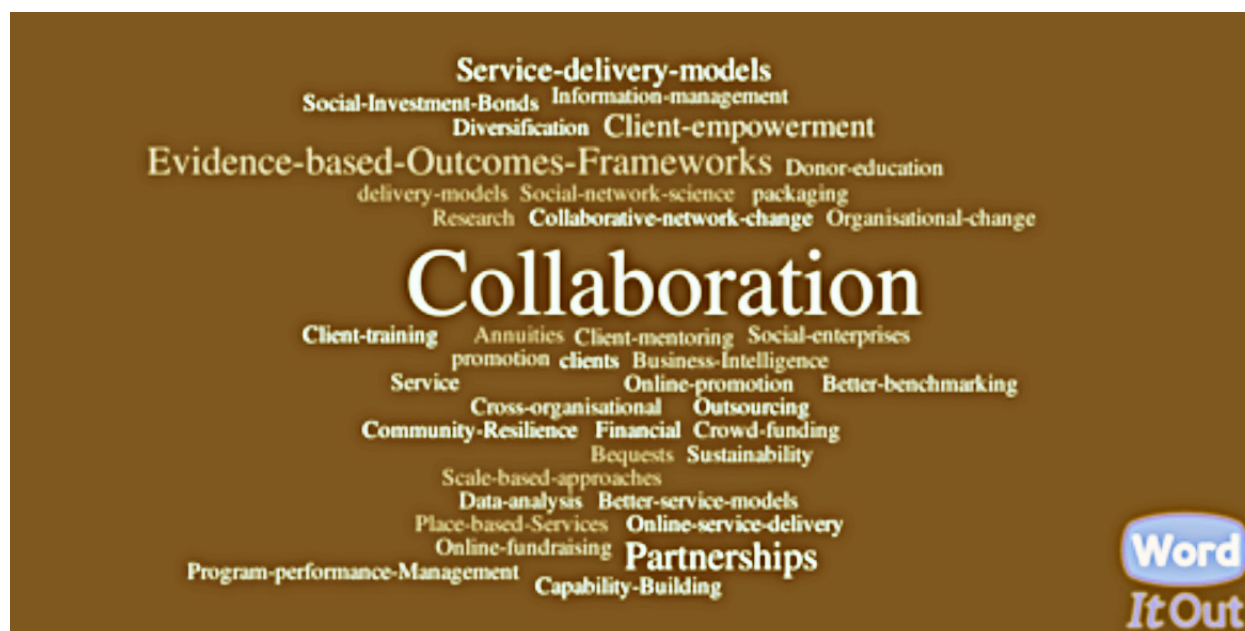 Service-delivery-models
Social-Investment-Bonds Information-management
Diversification Client-empowerment
Evidence-based-Outcomes-Frameworks Donor-education
delivery-models Social-network-science packaging
Research Collaborative-network-change Organisational-change
Collaboration
Client-training Annuities Client-mentoring Social-enterprises
promotion clients Business-Intelligence
Service Online-promotion Better-benchmarking
Cross-organisational Outsourcing
Community-Resilience Financial Crowd-funding
Bequests Sustainability
Scale-based-approaches
Data-analysis Better-service-models
Place-based-Services Online-service-delivery
Online-fundraising Partnerships
Program-performance-Management
Capability-Building
Word
It Out